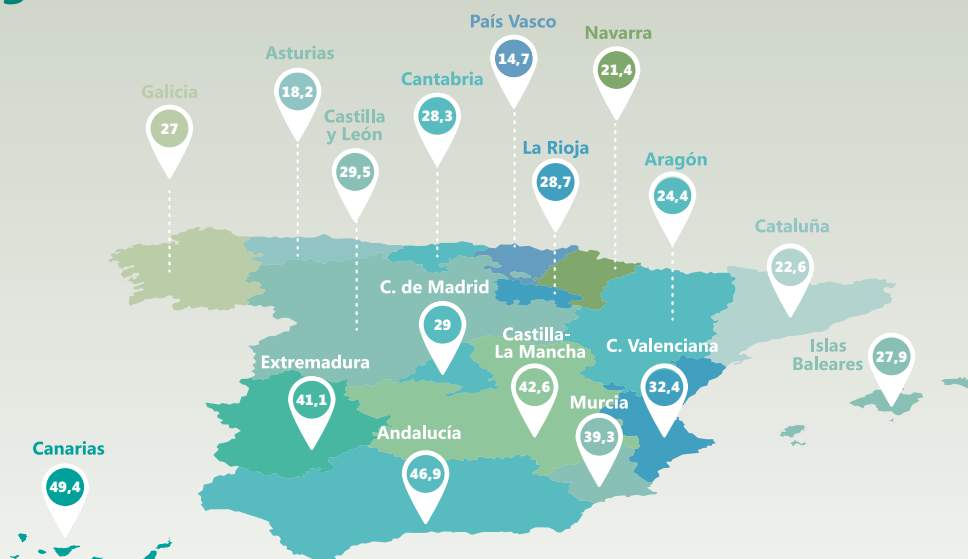 País Vasco
14,7
Navarra
21,4
Asturias
18,2
Cantabria
28,3
Galicia
27
Castilla
y León
29,5
La Rioja
28,7
Aragón
24,4
Cataluña
22,6
C. de Madrid
29
Castilla-
La Mancha
42,6
C. Valenciana
32,4
Islas
Baleares
27,9
Extremadura
41,1
Murcia
39,3
Andalucía
46,9
Canarias
49,4